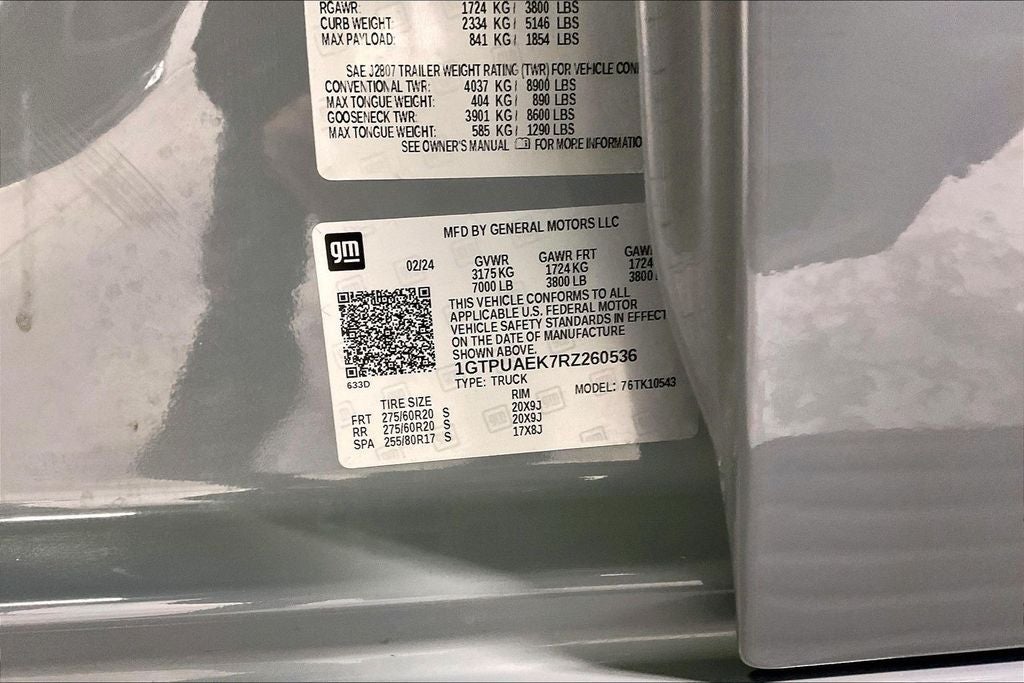 RGAWR: 1724 KG/ 3800 LBS
CURB WEIGHT: 2334 KG/ 5146 LBS
MAX PAYLOAD: 841 KG/ 1854 LBS
SAE J2807 TRAILER WEIGHT RATING (TWR) FOR VEHICLE CON
CONVENTIONAL TWR: 4037 KG/ 8900 LBS
MAX TONGUE WEIGHT: 404 KG/ 890 LBS
GOOSENECK TWR: 3901 KG/ 8600 LBS
MAX TONGUE WEIGHT: 585 KG/ 1290 LBS
SEE OWNER'S MANUAL FOR MORE INFORMATIO
gm
MFD BY GENERAL MOTORS LLC
02/24 GVWR GAWR FRT GAW
3175 KG 1724 KG 1724
7000 LB 3800 LB 3800
THIS VEHICLE CONFORMS TO ALL
APPLICABLE U.S. FEDERAL MOTOR
VEHICLE SAFETY STANDARDS IN EFFECT
ON THE DATE OF MANUFACTURE
SHOWN ABOVE.
633D
1GTPUAEK7RZ260536
TYPE: TRUCK MODEL: 76TK10543
TIRE SIZE RIM
FRT 275/60R20 S 20X9J
RR 275/60R20 S 20X9J
SPA 255/80R17 S 17X8J